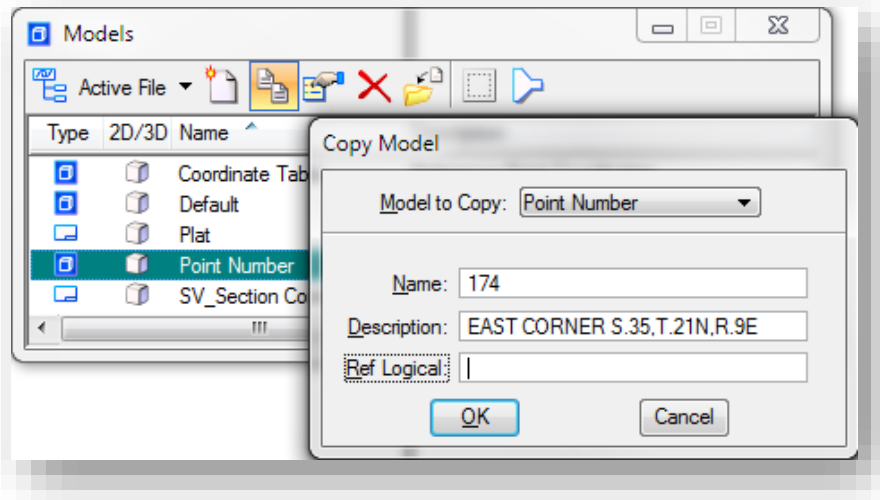 Models
Active File
Type 2D/3D Name
Coordinate Tab
Default
Plat
Point Number
SV_Section Co
Copy Model
Model to Copy: Point Number
Name: 174
Description: EAST CORNER S.35,T.21N,R.9E
Ref Logical:
OK Cancel